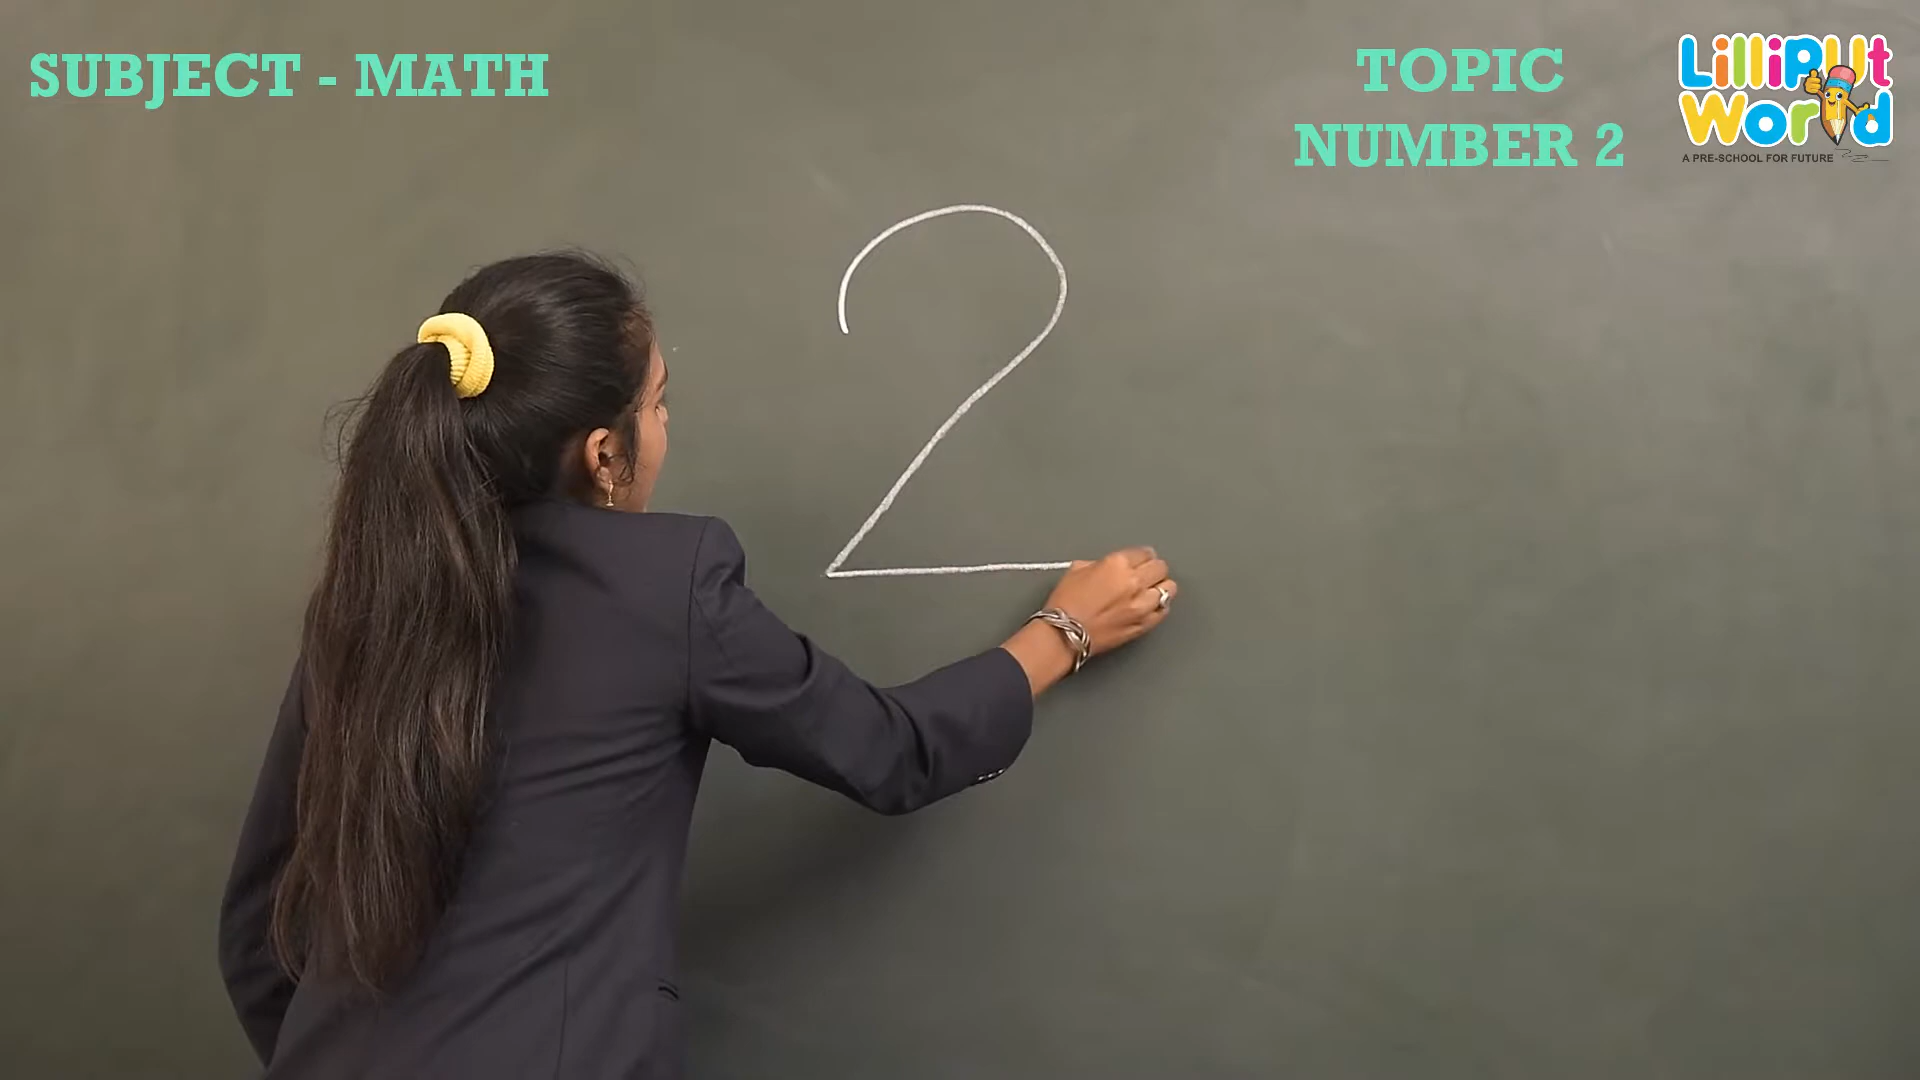 SUBJECT - MATH
TOPIC
NUMBER 2
LilliPUt
World
A PRE-SCHOOL FOR FUTURE
2